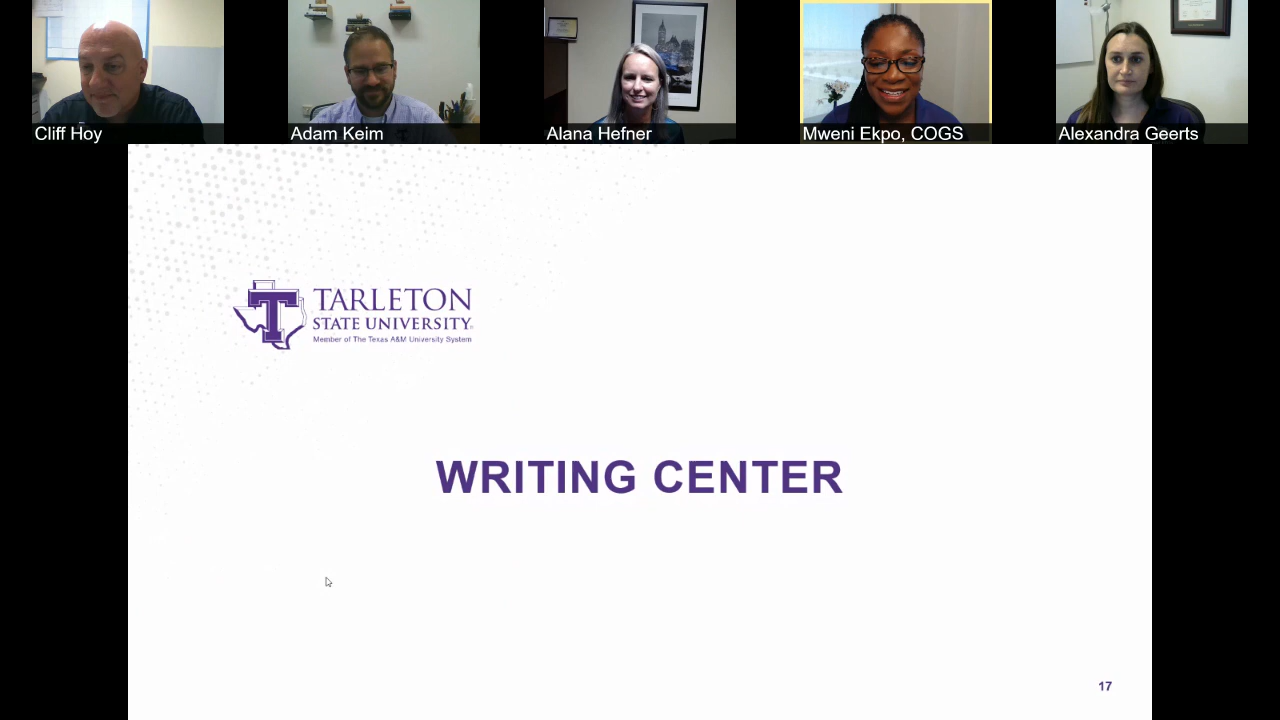 Cliff Hoy
Adam Keim
Alana Hefner
Mweni Ekpo, COGS
Alexandra Geerts
T
TARLETON
STATE UNIVERSITY
Member of The Texas A&M University System
WRITING CENTER
17